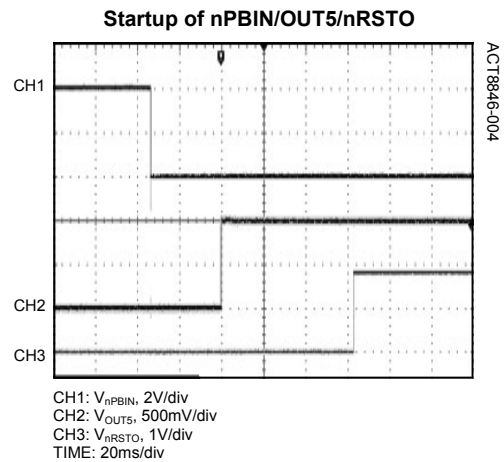 Startup of nPBIN/OUT5/nRSTO
ACT8846-004
CH1
CH2
CH3
CH1: VnPBIN, 2V/div
CH2: VOUT5, 500mV/div
CH3: VnRSTO, 1V/div
TIME: 20ms/div